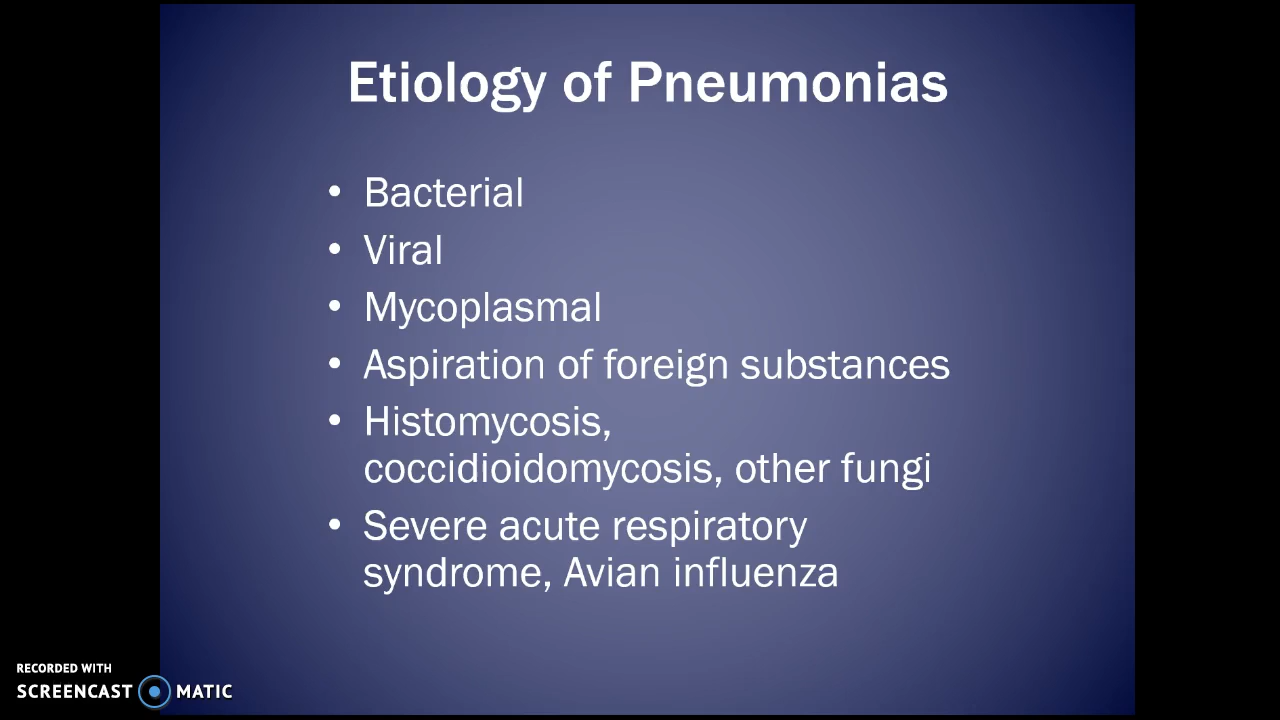 Etiology of Pneumonias
• Bacterial
• Viral
• Mycoplasmal
• Aspiration of foreign substances
• Histomycosis,
coccidioidomycosis, other fungi
• Severe acute respiratory
syndrome, Avian influenza
RECORDED WITH
SCREENCAST MATIC